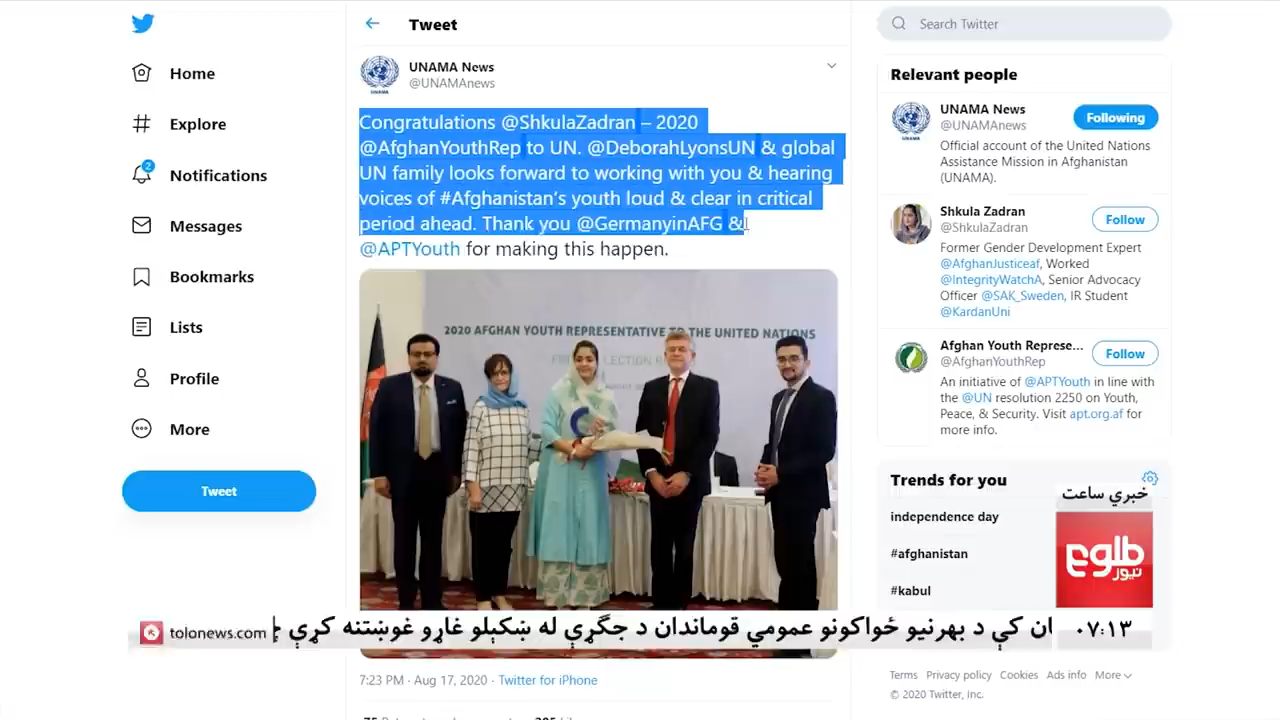 Home
Explore
2
Notifications
Messages
Bookmarks
Lists
Profile
More
Tweet
Tweet
UNAMA News
@UNAMAnews
Congratulations @ShkulaZadran – 2020
@AfghanYouthRep to UN. @DeborahLyonsUN & global
UN family looks forward to working with you & hearing
voices of #Afghanistan's youth loud & clear in critical
period ahead. Thank you @GermanyinAFG &
@APTYouth for making this happen.
2020 AFGHAN YOUTH REPRESENTATIVE TO THE UNITED NATIONS
7:23 PM · Aug 17, 2020 · Twitter for iPhone
Search Twitter
Relevant people
UNAMA News
@UNAMAnews
Following
Official account of the United Nations
Assistance Mission in Afghanistan
(UNAMA).
Shkula Zadran
@ShkulaZadran
Follow
Former Gender Development Expert
@AfghanJusticeaf, Worked
@IntegrityWatchA, Senior Advocacy
Officer @SAK_Sweden, IR Student
@KardanUni
Afghan Youth Represe...
@AfghanYouthRep
Follow
An initiative of @APTYouth in line with
the @UN resolution 2250 on Youth,
Peace, & Security. Visit apt.org.af for
more info.
Trends for you
independence day
#afghanistan
#kabul
خبري ساعت
طلوع
نیوز
tolonews.com
ان کې د بهرنیو ځواکونو عمومي قوماندان د جګړې له ښکېلو غاړو غوښتنه کړې
۰۷:۱۳
Terms Privacy policy Cookies Ads info More
© 2020 Twitter, Inc.